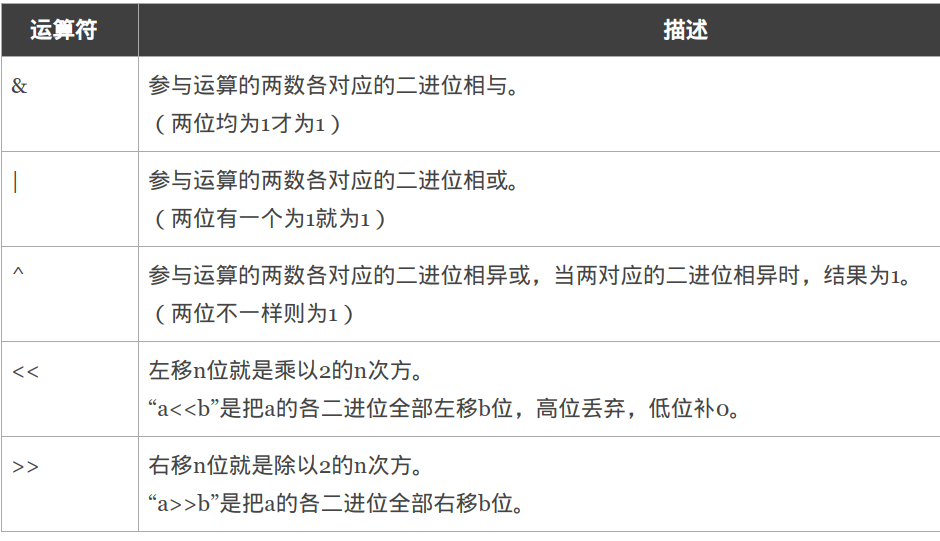 运算符 描述
& 参与运算的两数各对应的二进位相与。
（两位均为1才为1）
| 参与运算的两数各对应的二进位相或。
（两位有一个为1就为1）
^ 参与运算的两数各对应的二进位相异或，当两对应的二进位相异时，结果为1。
（两位不一样则为1）
<< 左移n位就是乘以2的n次方。
“a<<b”是把a的各二进位全部左移b位，高位丢弃，低位补0。
>> 右移n位就是除以2的n次方。
“a>>b”是把a的各二进位全部右移b位。